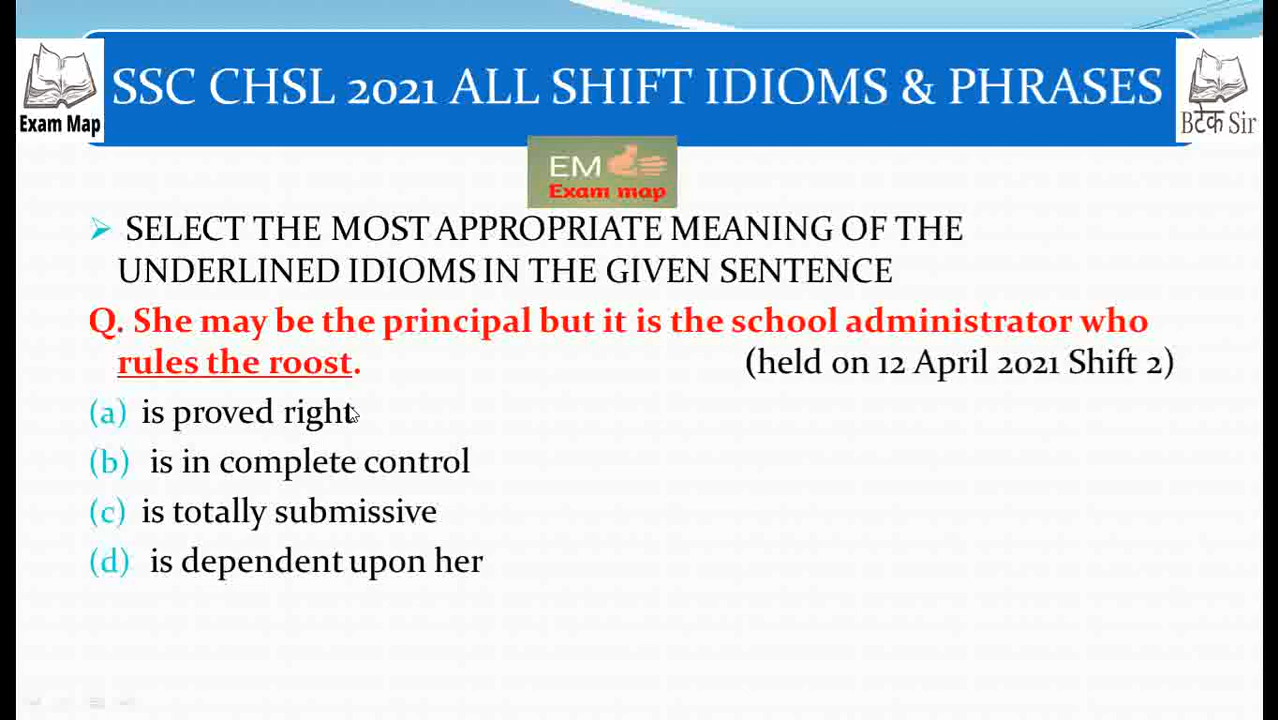 SSC CHSL 2021 ALL SHIFT IDIOMS & PHRASES
Exam Map
Bटेक Sir
EM
Exam map
SELECT THE MOST APPROPRIATE MEANING OF THE
UNDERLINED IDIOMS IN THE GIVEN SENTENCE
Q. She may be the principal but it is the school administrator who
rules the roost. (held on 12 April 2021 Shift 2)
(a) is proved right
(b) is in complete control
(c) is totally submissive
(d) is dependent upon her